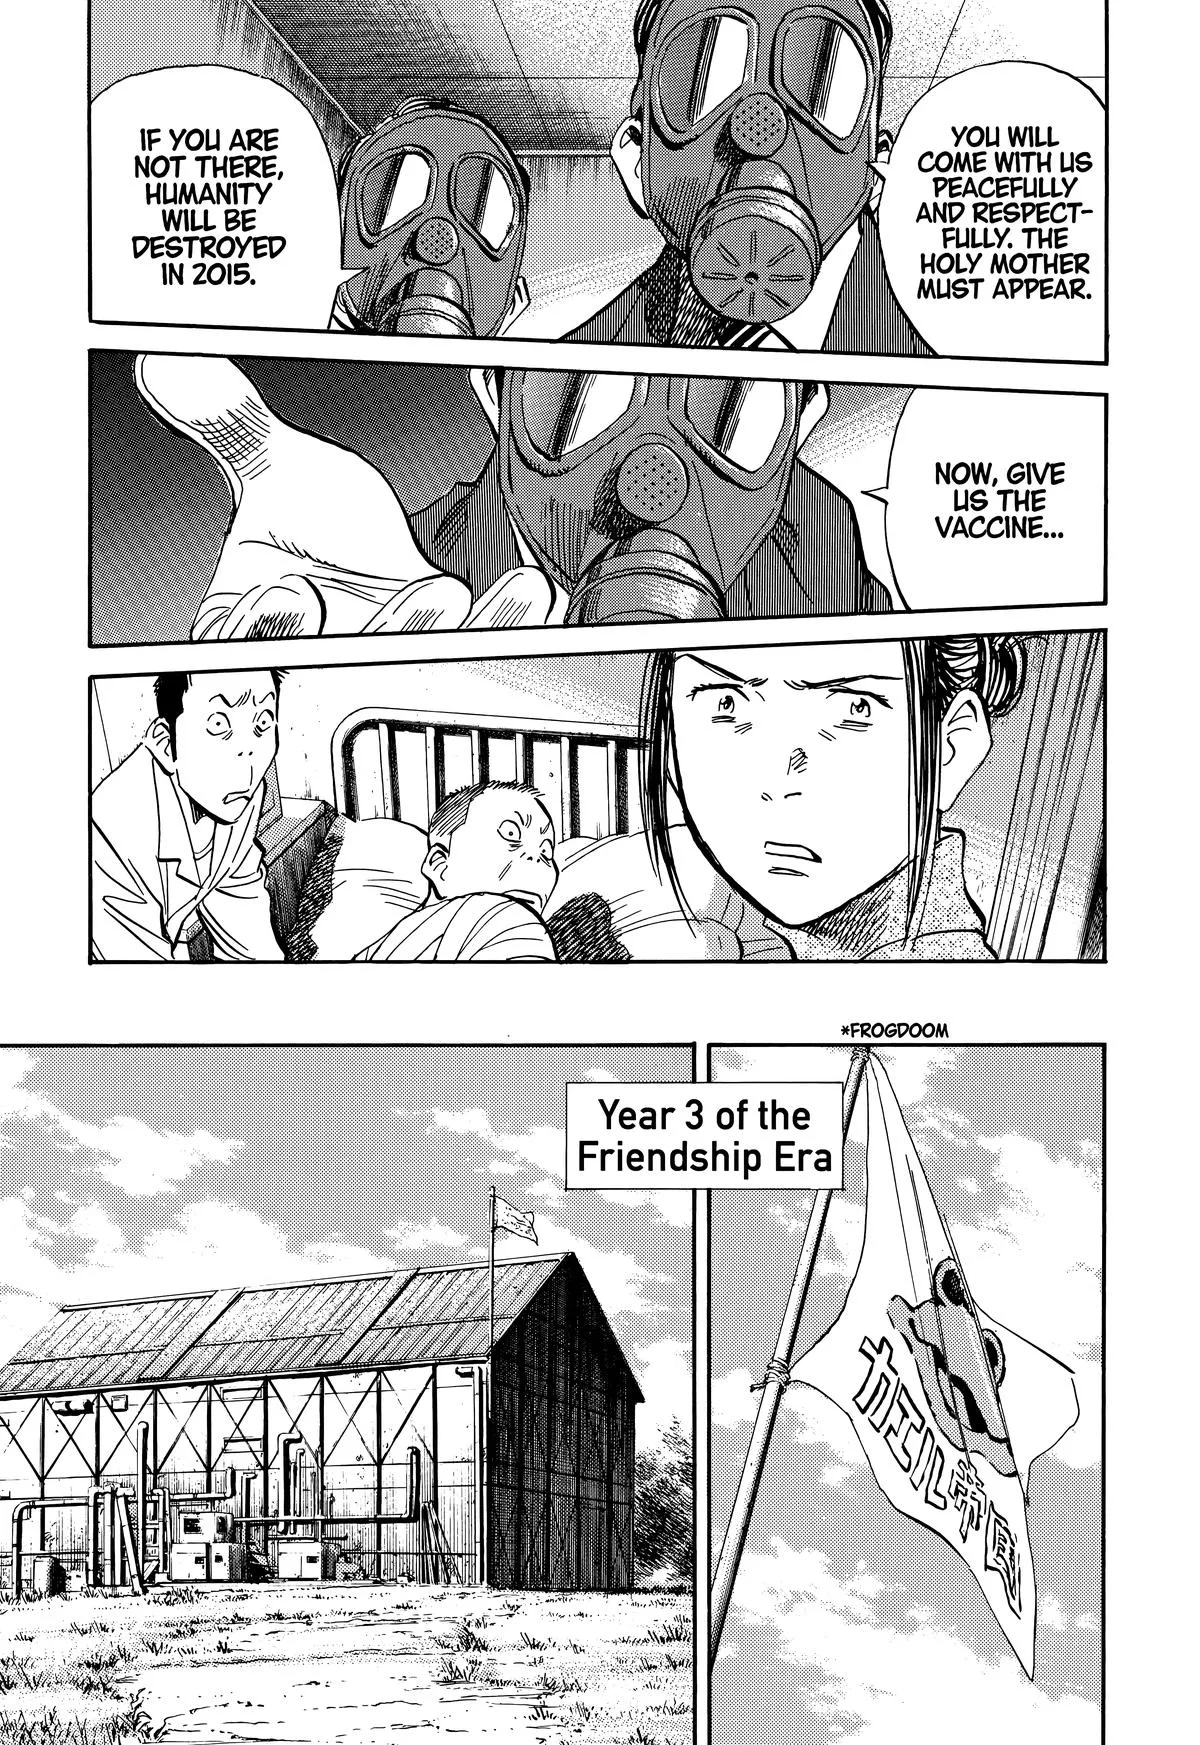 YOU WILL
COME WITH US
PEACEFULLY
AND RESPECT-
FULLY. THE
HOLY MOTHER
MUST APPEAR.
IF YOU ARE
NOT THERE,
HUMANITY
WILL BE
DESTROYED
IN 2015.
NOW, GIVE
US THE
VACCINE...
*FROGDOOM
Year 3 of the
Friendship Era
カエル帝国